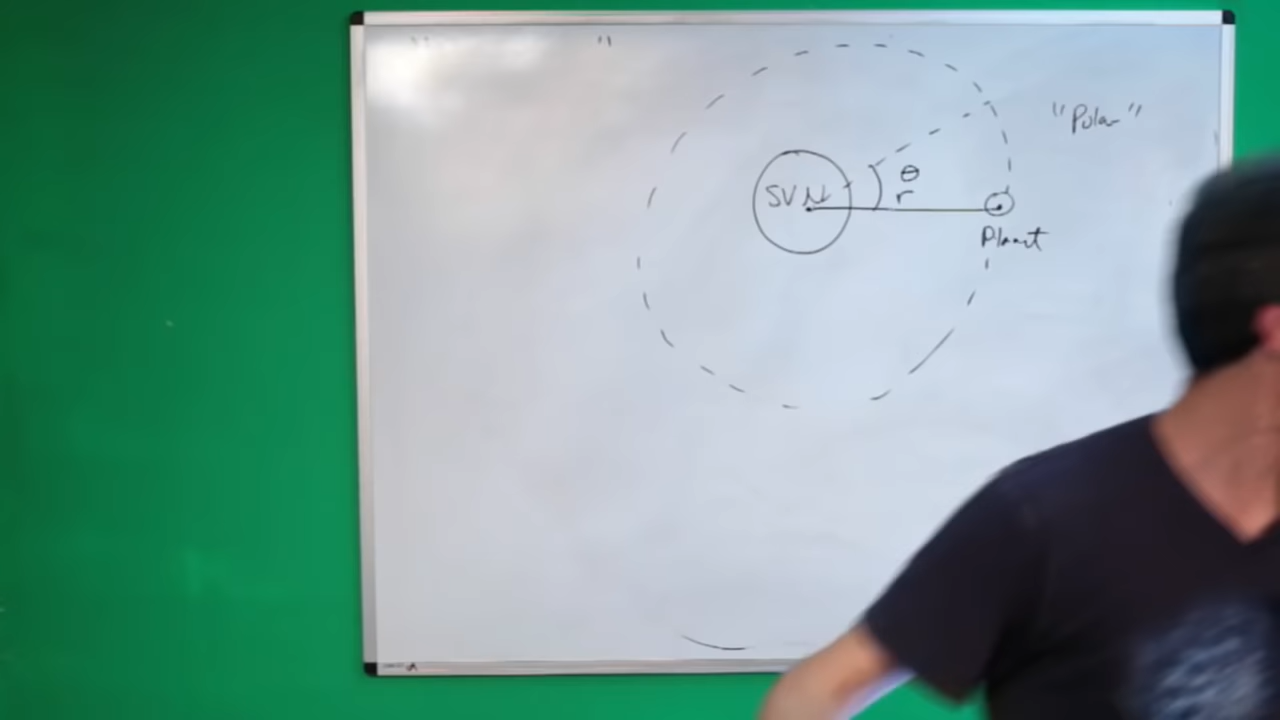 "Polar"
θ
SUN r
Planet